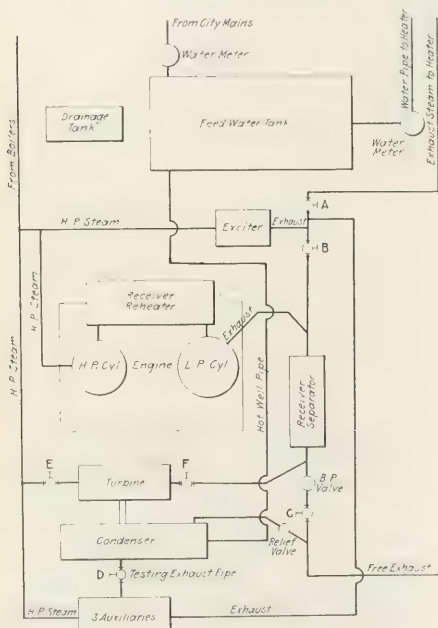 From City Mains
Water Meter
Water Pipe to Heater
Exhaust Steam to Heater
From Boilers
Drainage
Tank
Feed Water Tank
Water
Meter
A
H.P. Steam
Exciter
Exhaust
B
H.P. Steam
Receiver
Reheater
Exhaust
H.P. Cyl
Engine
L.P. Cyl
H.P. Steam
Hot Well Pipe
Receiver
Separator
E
Turbine
F
B.P.
Valve
C
Condenser
Relief
Valve
D
Testing Exhaust Pipe
Free Exhaust
H.P. Steam
3 Auxiliaries
Exhaust